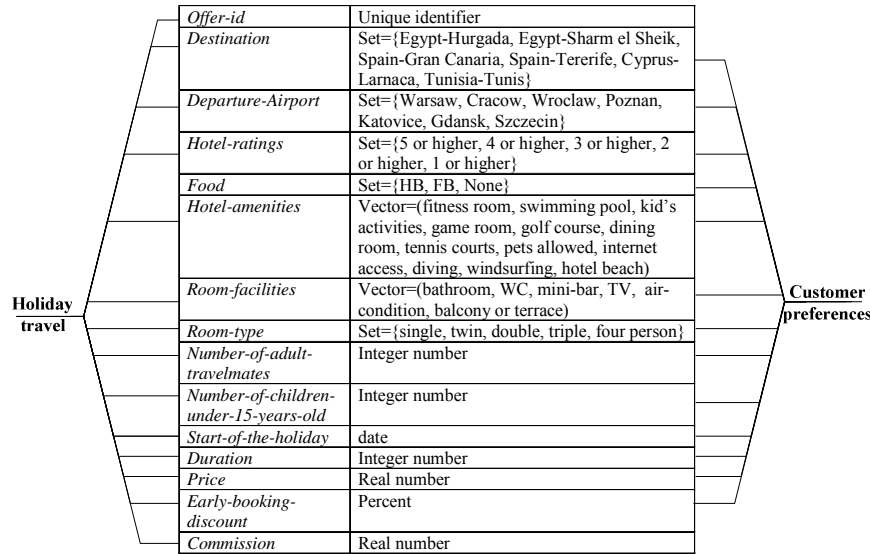 Offer-id Unique identifier
Destination Set={Egypt-Hurgada, Egypt-Sharm el Sheik,
Spain-Gran Canaria, Spain-Tererife, Cyprus-
Larnaca, Tunisia-Tunis}
Departure-Airport Set={Warsaw, Cracow, Wroclaw, Poznan,
Katovice, Gdansk, Szczecin}
Hotel-ratings Set={5 or higher, 4 or higher, 3 or higher, 2
or higher, 1 or higher}
Food Set={HB, FB, None}
Hotel-amenities Vector=(fitness room, swimming pool, kid's
activities, game room, golf course, dining
room, tennis courts, pets allowed, internet
access, diving, windsurfing, hotel beach)
Room-facilities Vector=(bathroom, WC, mini-bar, TV, air-
condition, balcony or terrace)
Holiday
travel
Customer
preferences
Room-type Set={single, twin, double, triple, four person}
Number-of-adult- Integer number
travelmates
Number-of-children- Integer number
under-15-years-old
Start-of-the-holiday date
Duration Integer number
Price Real number
Early-booking- Percent
discount
Commission Real number